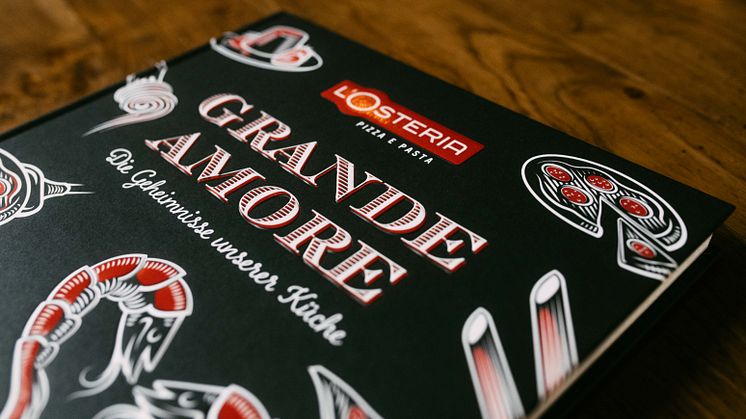 L'OSTERIA
PIZZA E PASTA
GRANDE
AMORE
Die Geheimnisse unserer Küche